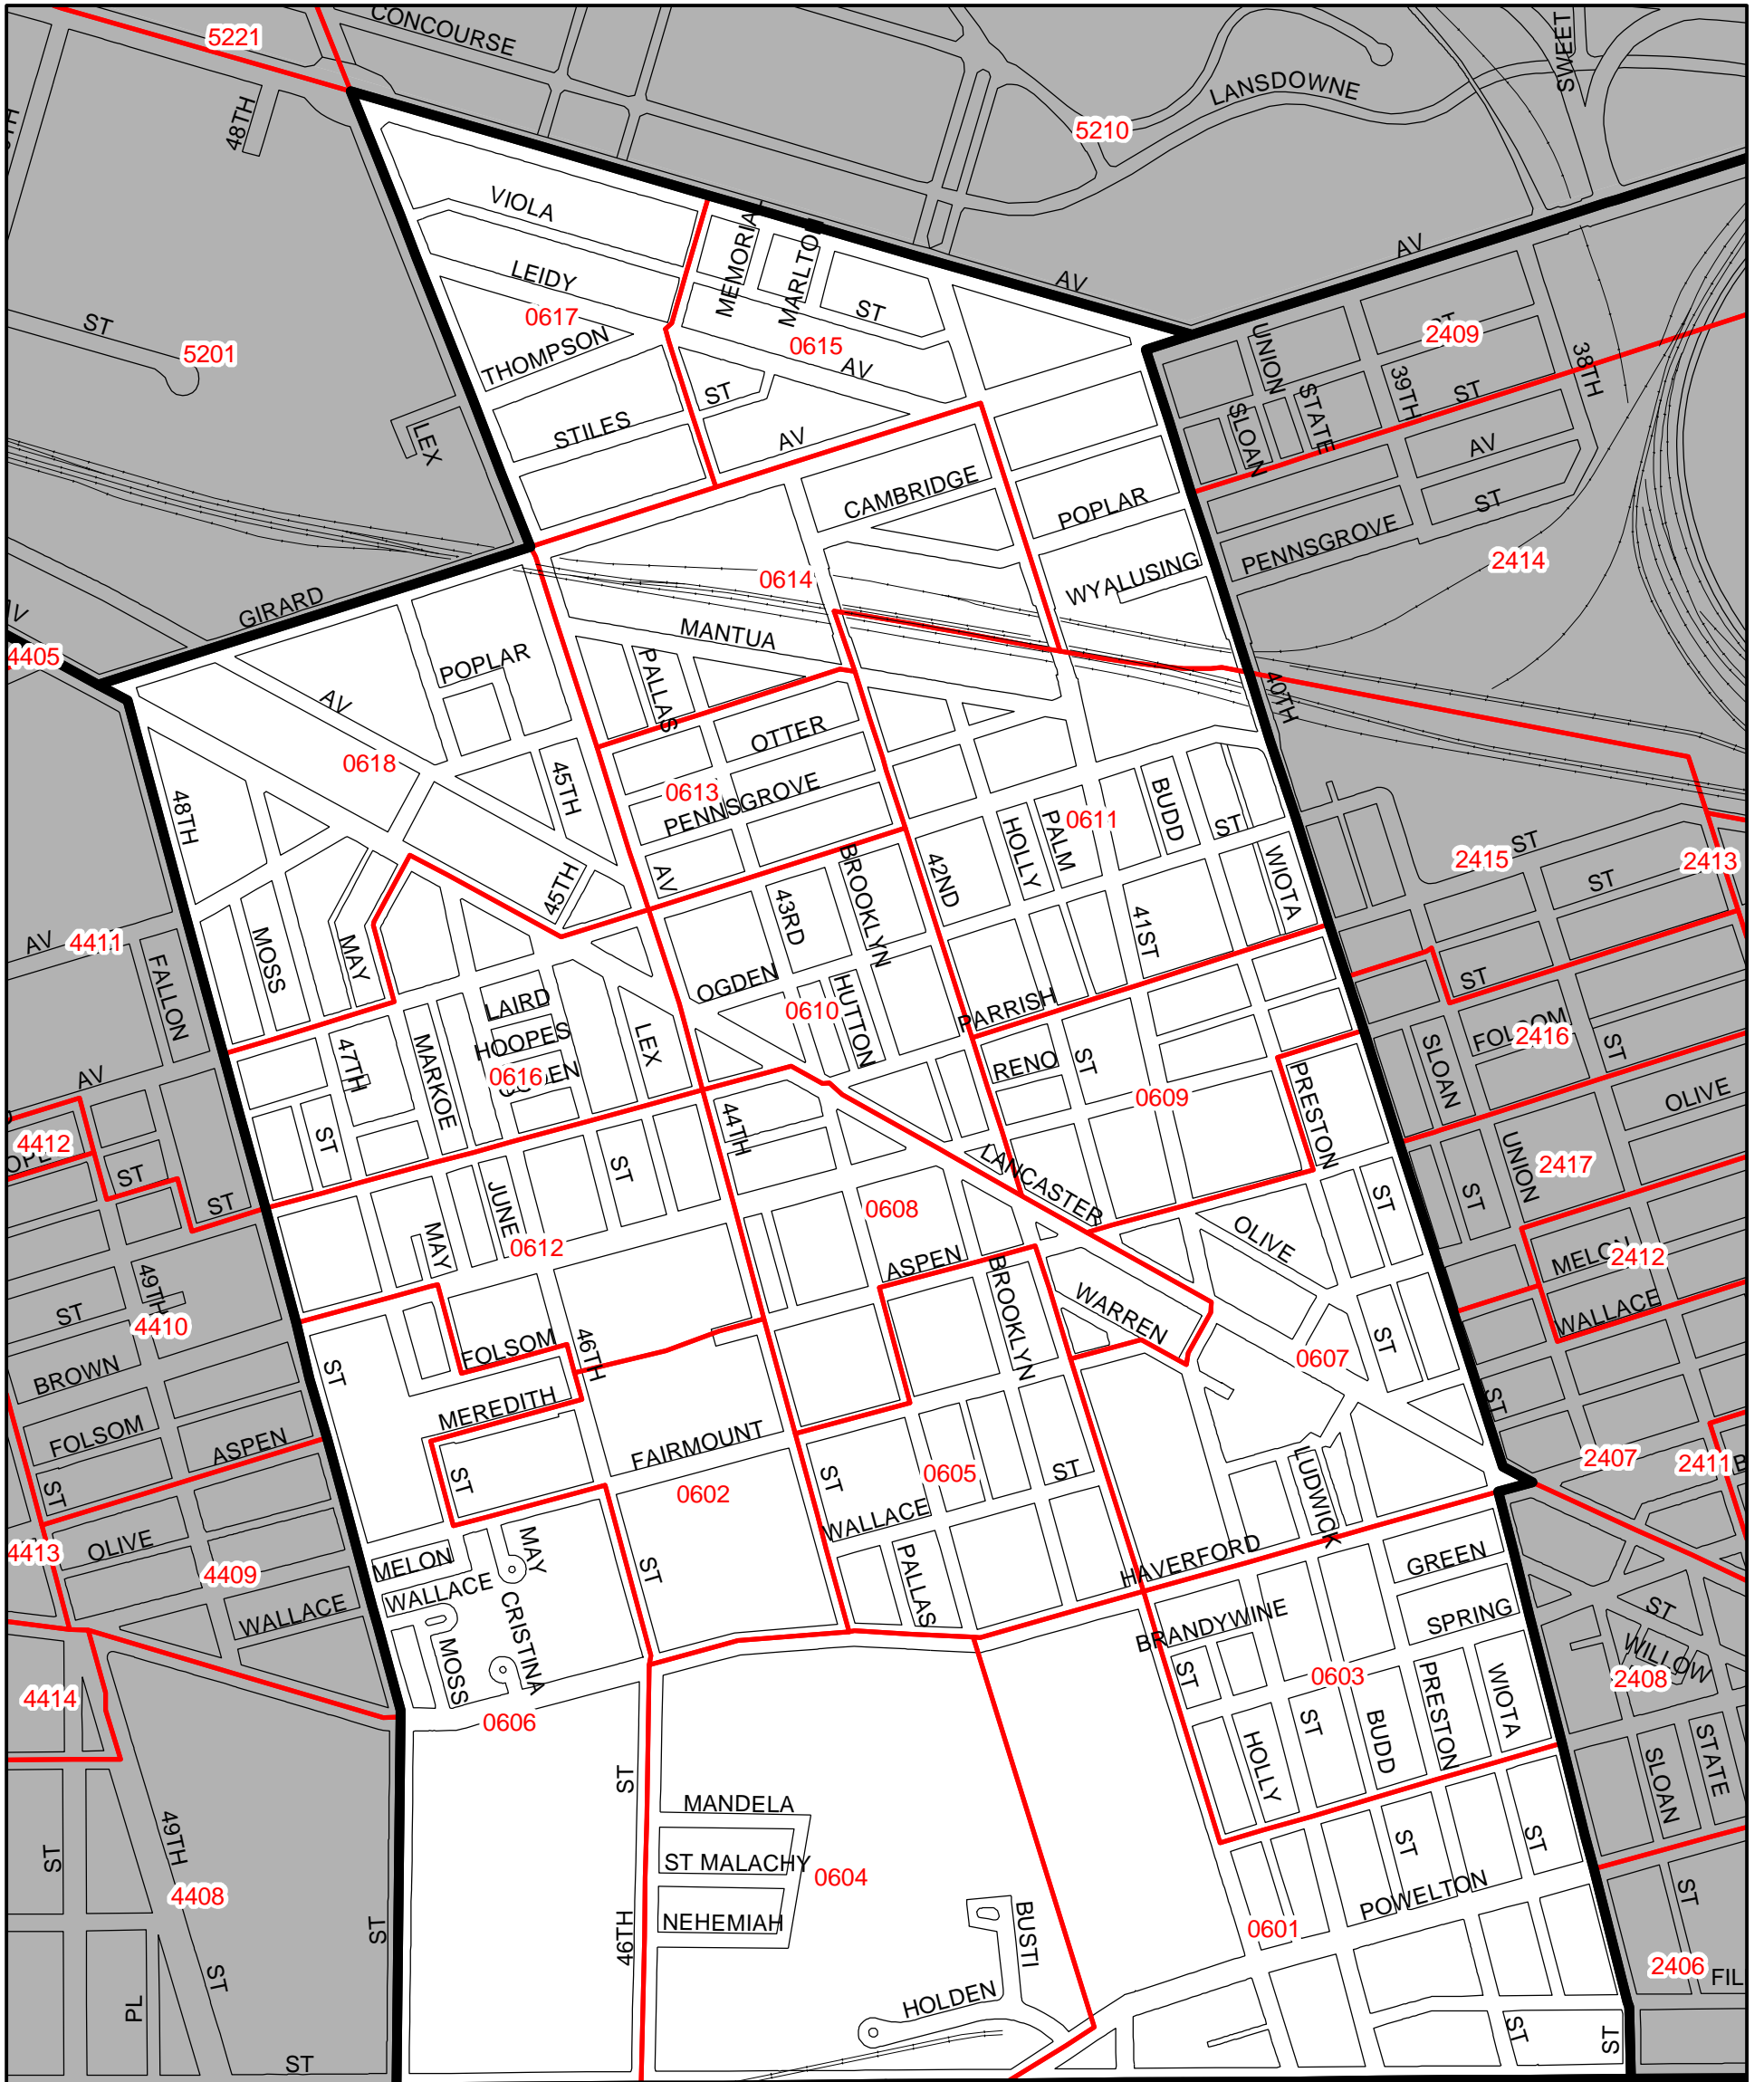 5221
CONCOURSE
SWEET
48TH
LANSDOWNE
5210
VIOLA
MEMORIAL
MARLTON
AV
AV
LEIDY
ST
0617
ST
5201
THOMPSON
0615
AV
UNION
2409
38TH
39TH
ST
ST
STATE
SLOAN
LEX
STILES
AV
AV
CAMBRIDGE
POPLAR
ST
PENNSGROVE
2414
0614
WYALUSING
GIRARD
AV
4405
MANTUA
POPLAR
PALLAS
40TH
AV
OTTER
0618
45TH
0613
PENNSGROVE
48TH
BUDD
0611
ST
HOLLY
PALM
ST
2415
2413
BROOKLYN
AV
42ND
45TH
WIOTA
ST
43RD
41ST
AV
4411
MOSS
MAY
FALLON
OGDEN
ST
LAIRD
0610
HUTTON
PARRISH
HOOPES
LEX
FOLSOM
2416
ST
47TH
MARKOE
RENO
ST
SLOAN
AV
0616
0609
PRESTON
OLIVE
44TH
4412
ST
ST
ST
LANCASTER
UNION
2417
ST
JUNE
ST
ST
0608
MAY
0612
OLIVE
ASPEN
MELON
2412
49TH
BROOKLYN
WARREN
ST
WALLACE
4410
FOLSOM
46TH
ST
BROWN
ST
0607
MEREDITH
ST
FOLSOM
ASPEN
FAIRMOUNT
ST
ST
ST
0605
ST
LUDWICK
2407
2411
0602
WALLACE
OLIVE
4413
MELON
MAY
ST
PALLAS
HAVERFORD
GREEN
4409
WALLACE
WALLACE
CRISTINA
BRANDYWINE
SPRING
ST
WILLOW
MOSS
ST
0603
PRESTON
WIOTA
2408
4414
0606
HOLLY
ST
BUDD
SLOAN
STATE
ST
MANDELA
49TH
ST
ST MALACHY
0604
ST
ST
4408
POWELTON
ST
NEHEMIAH
46TH
BUSTI
0601
ST
ST
2406
FIL
HOLDEN
PL
ST
ST
ST